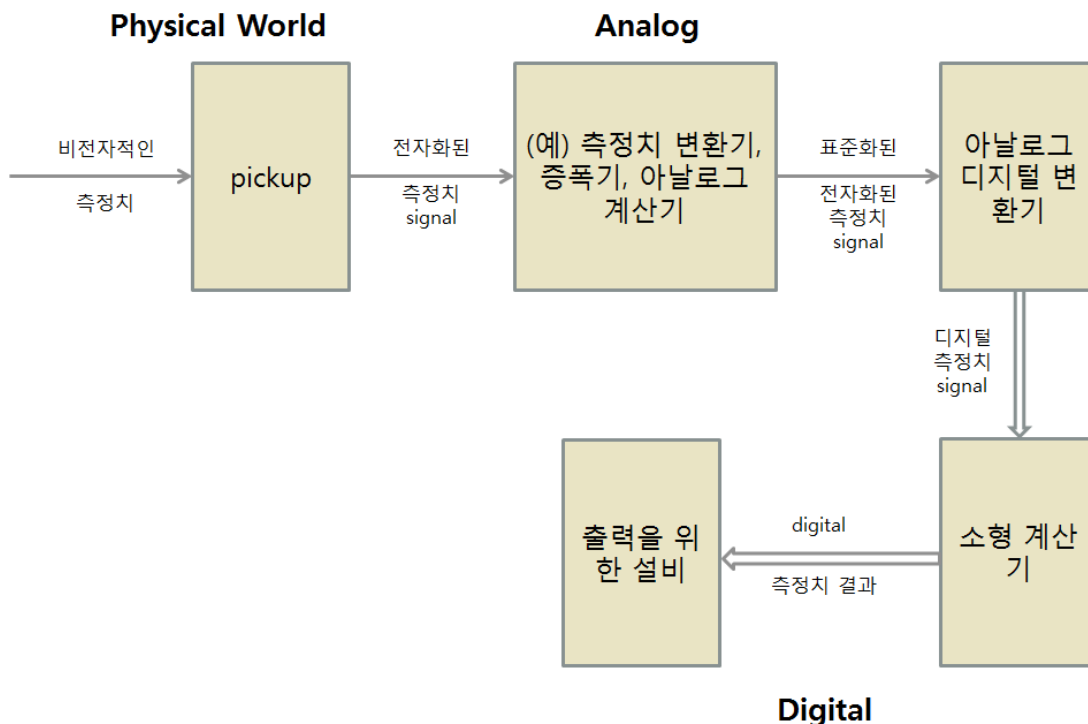 Physical World
Analog
비전자적인
측정치
pickup
전자화된
측정치
signal
(예) 측정치 변환기,
증폭기, 아날로그
계산기
표준화된
전자화된
측정치
signal
아날로그
디지털 변
환기
디지털
측정치
signal
소형 계산
기
digital
측정치 결과
출력을 위
한 설비
Digital